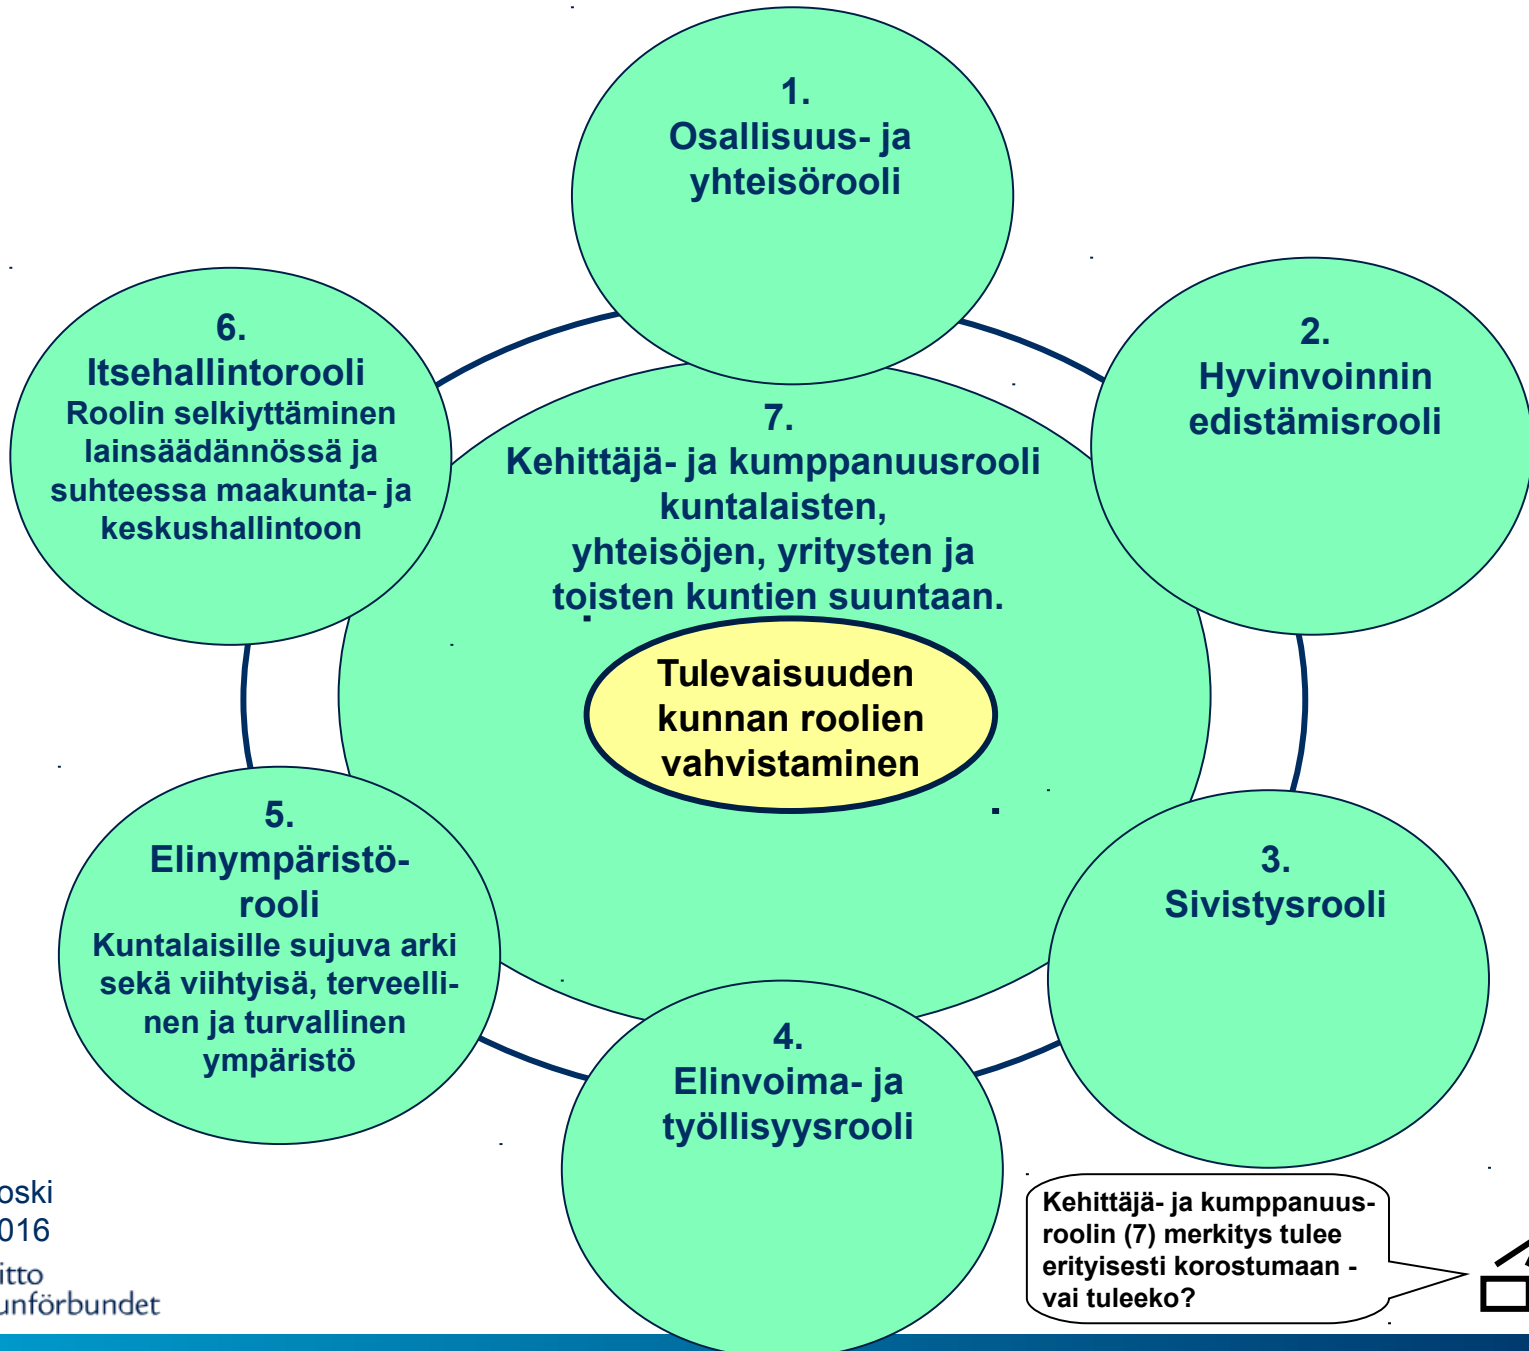 1.
Osallisuus- ja
yhteisörooli
2.
Hyvinvoinnin
edistämisrooli
3.
Sivistysrooli
4.
Elinvoima- ja
työllisyysrooli
5.
Elinympäristö-
rooli
Kuntalaisille sujuva arki
sekä viihtyisä, terveelli-
nen ja turvallinen
ympäristö
6.
Itsehallintorooli
Roolin selkiyttäminen
lainsäädännössä ja
suhteessa maakunta- ja
keskushallintoon
7.
Kehittäjä- ja kumppanuusrooli
kuntalaisten,
yhteisöjen, yritysten ja
toisten kuntien suuntaan.
Tulevaisuuden
kunnan roolien
vahvistaminen
Kehittäjä- ja kumppanuus-
roolin (7) merkitys tulee
erityisesti korostumaan -
vai tuleeko?
oski
016
itto
unförbundet